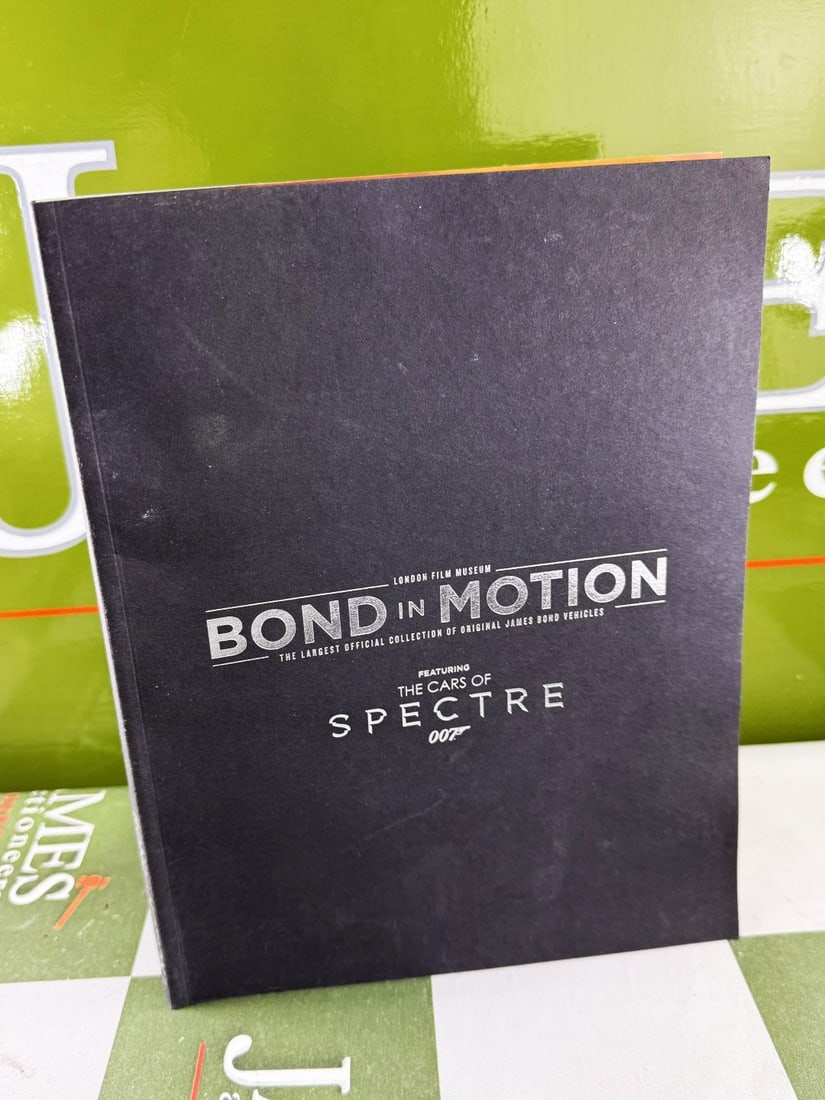 LONDON FILM MUSEUM
BOND IN MOTION
THE LARGEST OFFICIAL COLLECTION OF ORIGINAL JAMES BOND VEHICLES
FEATURING
THE CARS OF
SPECTRE
007